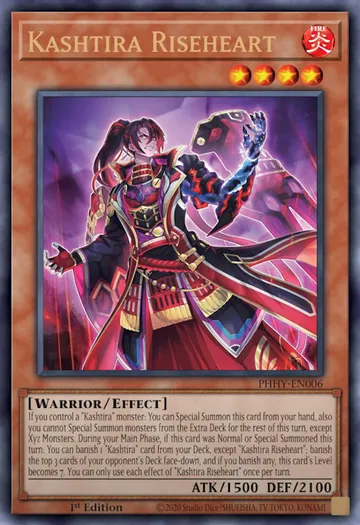 KASHTIRA RISEHEART
FIRE
炎
PHHY-EN006
[WARRIOR/EFFECT]
If you control a "Kashtira" monster: You can Special Summon this card from your hand, also
you cannot Special Summon monsters from the Extra Deck for the rest of this turn, except
Xyz Monsters. During your Main Phase, if this card was Normal or Special Summoned this
turn: You can banish 1 "Kashtira" card from your Deck, except "Kashtira Riseheart"; banish
the top 3 cards of your opponent's Deck face-down, and if you banish any, this card's Level
becomes 7. You can only use each effect of "Kashtira Riseheart" once per turn.
ATK/1500 DEF/2100
1st Edition
©2020 Studio Dice/SHUEISHA, TV TOKYO, KONAMI